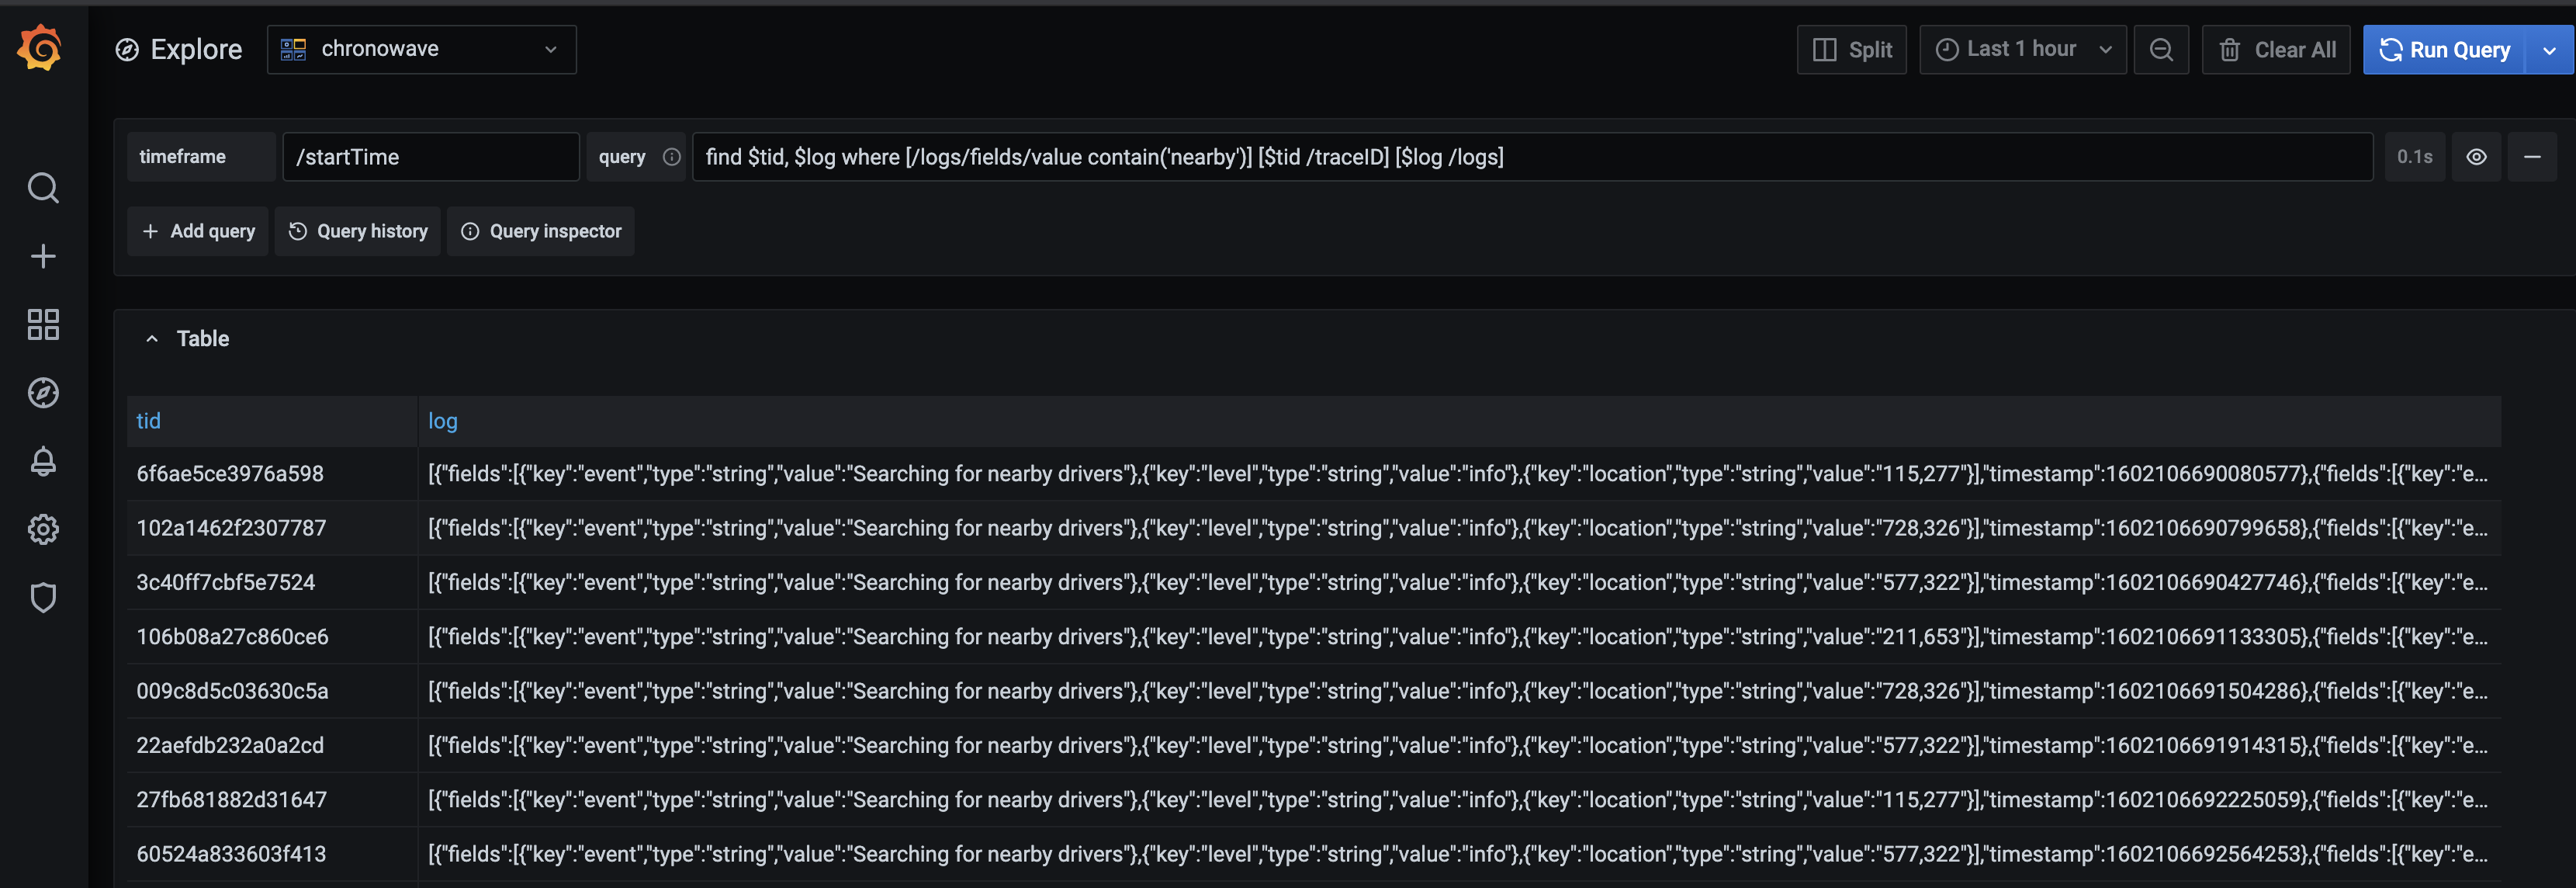 Explore chronowave Split Last 1 hour Clear All Run Query
timeframe /startTime query find $tid, $log where [/logs/fields/value contain('nearby')] [$tid /traceID] [$log /logs] 0.1s
Add query Query history Query inspector
Table
tid log
6f6ae5ce3976a598 [{"fields":[{"key":"event","type":"string","value":"Searching for nearby drivers"},{"key":"level","type":"string","value":"info"},{"key":"location","type":"string","value":"115,277"}],"timestamp":1602106690080577},{"fields":[{"key":"e...
102a1462f2307787 [{"fields":[{"key":"event","type":"string","value":"Searching for nearby drivers"},{"key":"level","type":"string","value":"info"},{"key":"location","type":"string","value":"728,326"}],"timestamp":1602106690799658},{"fields":[{"key":"e...
3c40ff7cbf5e7524 [{"fields":[{"key":"event","type":"string","value":"Searching for nearby drivers"},{"key":"level","type":"string","value":"info"},{"key":"location","type":"string","value":"577,322"}],"timestamp":1602106690427746},{"fields":[{"key":"e...
106b08a27c860ce6 [{"fields":[{"key":"event","type":"string","value":"Searching for nearby drivers"},{"key":"level","type":"string","value":"info"},{"key":"location","type":"string","value":"211,653"}],"timestamp":1602106691133305},{"fields":[{"key":"e...
009c8d5c03630c5a [{"fields":[{"key":"event","type":"string","value":"Searching for nearby drivers"},{"key":"level","type":"string","value":"info"},{"key":"location","type":"string","value":"728,326"}],"timestamp":1602106691504286},{"fields":[{"key":"e...
22aefdb232a0a2cd [{"fields":[{"key":"event","type":"string","value":"Searching for nearby drivers"},{"key":"level","type":"string","value":"info"},{"key":"location","type":"string","value":"577,322"}],"timestamp":1602106691914315},{"fields":[{"key":"e...
27fb681882d31647 [{"fields":[{"key":"event","type":"string","value":"Searching for nearby drivers"},{"key":"level","type":"string","value":"info"},{"key":"location","type":"string","value":"115,277"}],"timestamp":1602106692225059},{"fields":[{"key":"e...
60524a833603f413 [{"fields":[{"key":"event","type":"string","value":"Searching for nearby drivers"},{"key":"level","type":"string","value":"info"},{"key":"location","type":"string","value":"577,322"}],"timestamp":1602106692564253},{"fields":[{"key":"e...